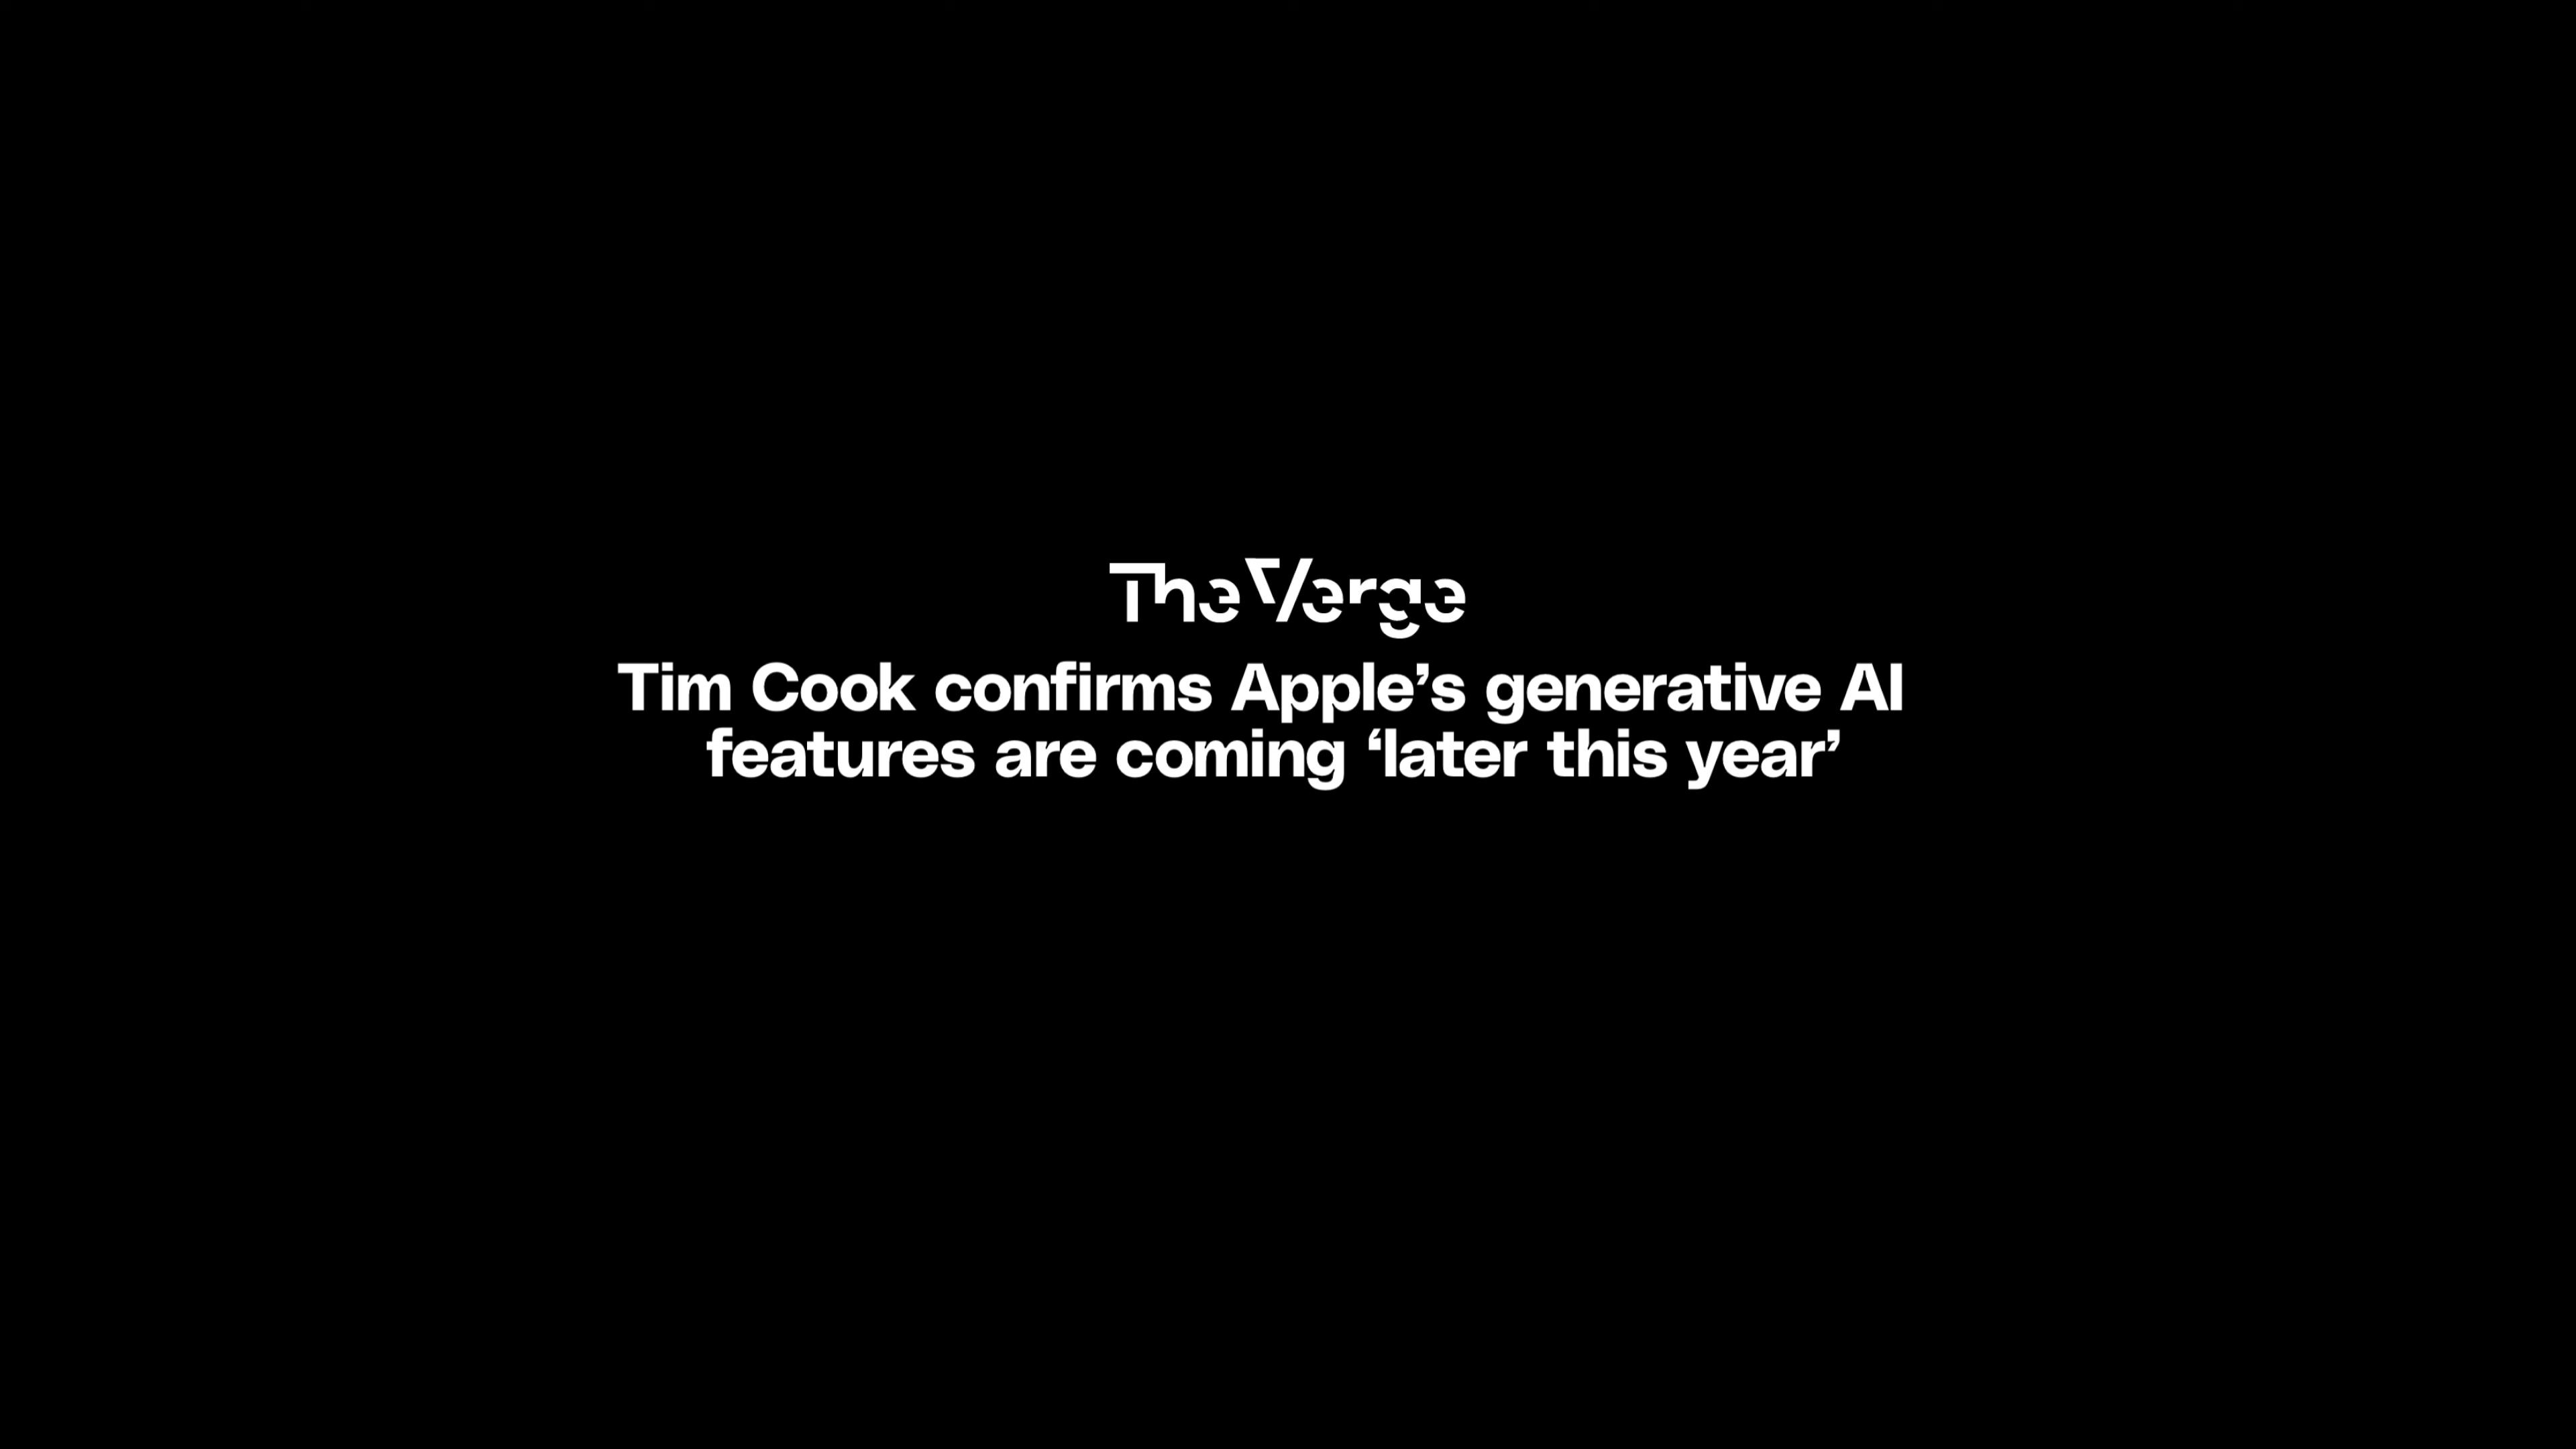 The Verge
Tim Cook confirms Apple’s generative AI
features are coming ‘later this year’